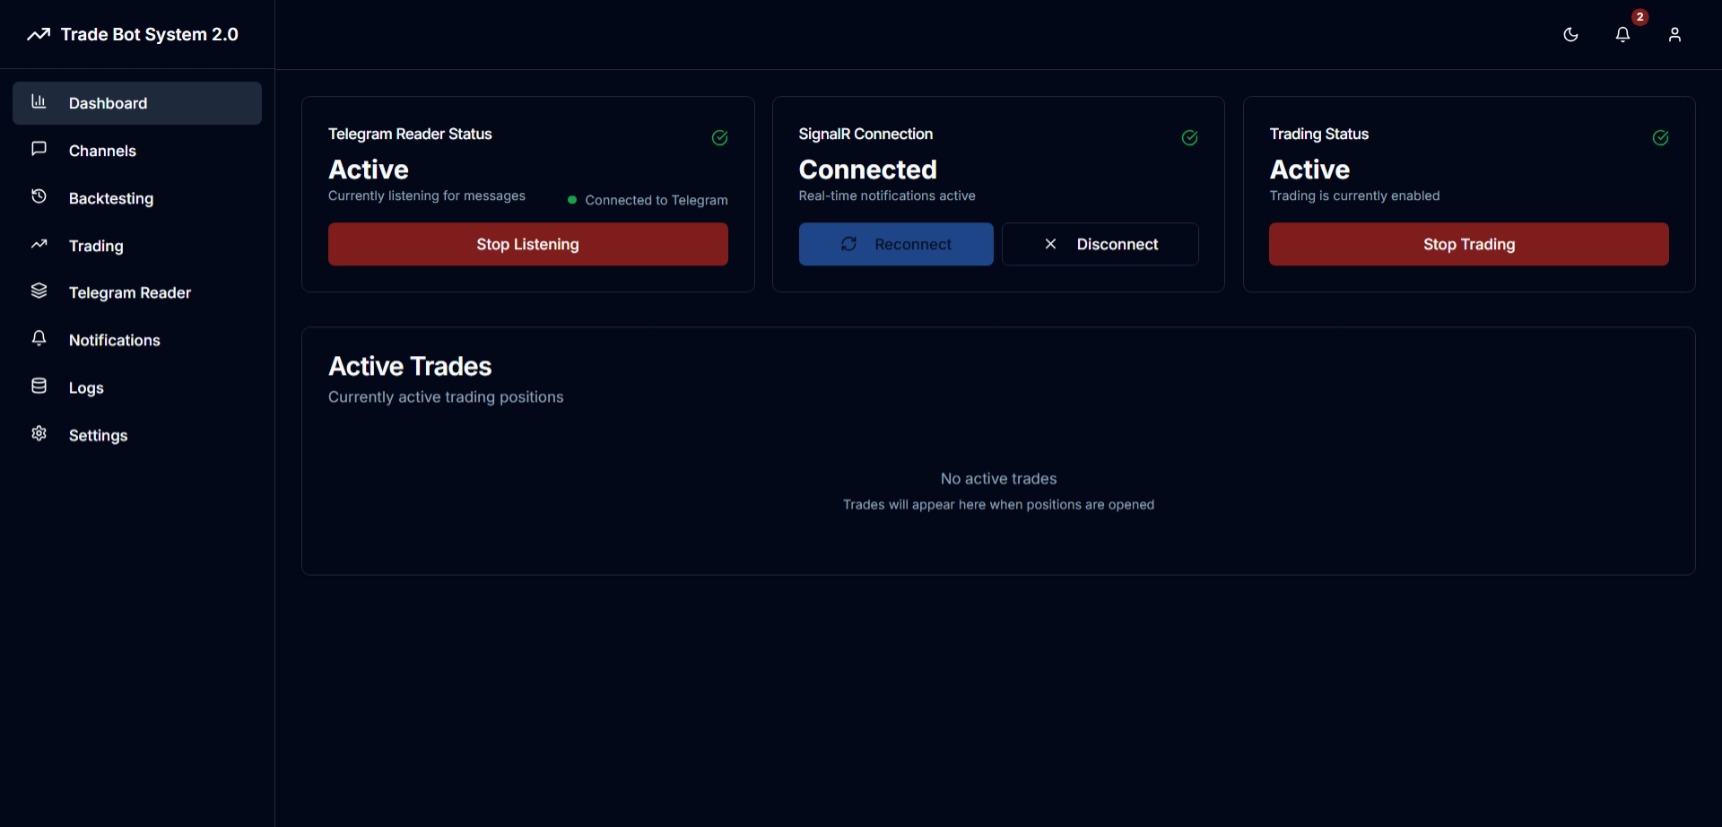 Trade Bot System 2.0
2
Dashboard
Channels
Backtesting
Trading
Telegram Reader
Notifications
Logs
Settings
Telegram Reader Status
Active
Currently listening for messages
Connected to Telegram
Stop Listening
SignalR Connection
Connected
Real-time notifications active
Reconnect
Disconnect
Trading Status
Active
Trading is currently enabled
Stop Trading
Active Trades
Currently active trading positions
No active trades
Trades will appear here when positions are opened